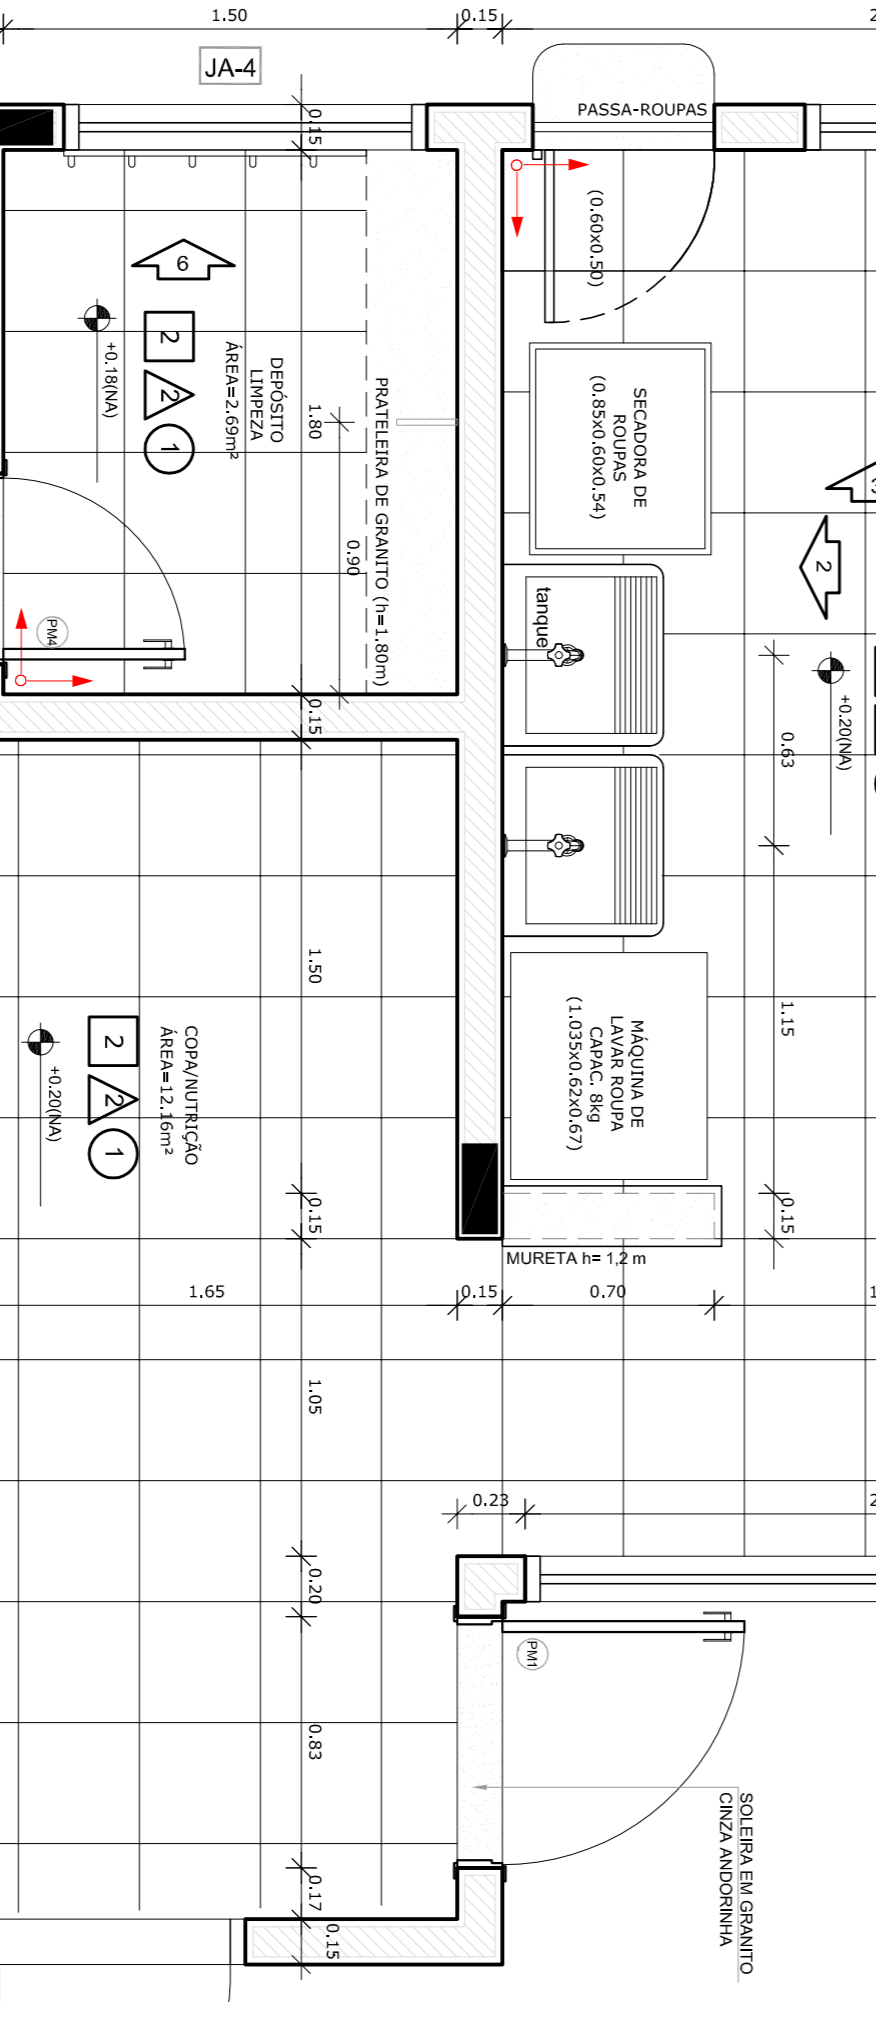 1.50
0.15
2
JA-4
PASSA-ROUPAS
0.15
(0.60x0.50)
6
2
2
1
+0.18(NA)
DEPÓSITO
LIMPEZA
ÁREA=2.69m²
1.80
PRATELEIRA DE GRANITO (h=1.80m)
0.90
SECADORA DE
ROUPAS
(0.85x0.60x0.54)
2
tanque
PM4
+0.20(NA)
0.63
0.15
1.50
1.15
MÁQUINA DE
LAVAR ROUPA
CAPAC. 8kg
(1.035x0.62x0.67)
COPA/NUTRIÇÃO
ÁREA=12.16m²
2
2
1
+0.20(NA)
0.15
0.15
MURETA h= 1,2 m
1.65
0.15
0.70
1
1.05
0.23
2
0.20
PM1
0.83
SOLEIRA EM GRANITO
CINZA ANDORINHA
0.17
0.15